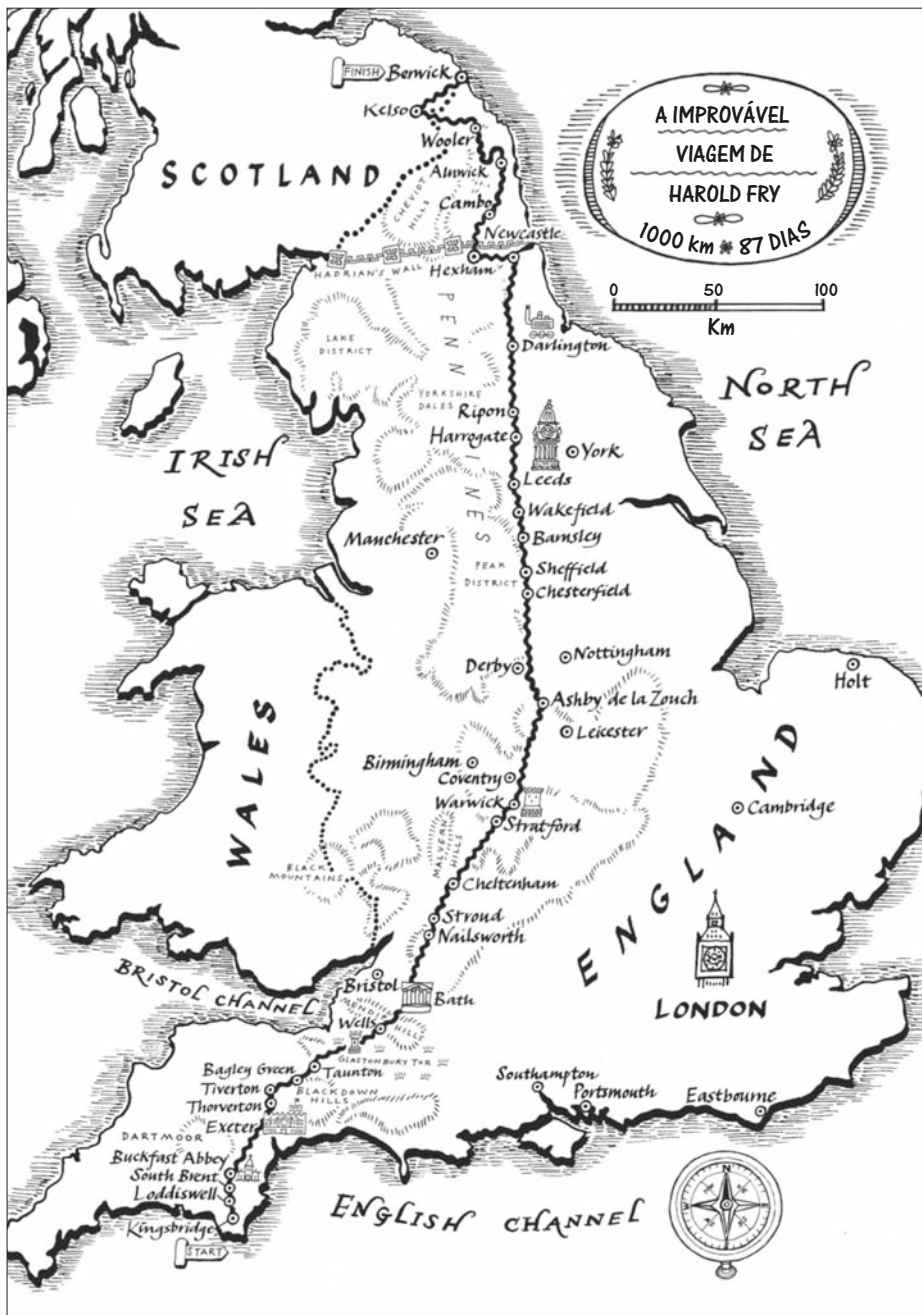 FINISH
Berwick
Kelso
Wooler
SCOTLAND
Alnwick
CHEVIOT
HILLS
Cambo
Newcastle
HADRIAN'S WALL
Hexham
A IMPROVÁVEL
VIAGEM DE
HAROLD FRY
1000 km 87 DIAS
0 50 100
Km
PENNINES
LAKE
DISTRICT
Darlington
YORKSHIRE
DALES
Ripon
Harrogate
York
NORTH
SEA
IRISH
SEA
Leeds
Wakefield
Manchester
Barnsley
PEAK
DISTRICT
Sheffield
Chesterfield
Nottingham
Derby
Holt
Ashby de la Zouch
Leicester
WALES
Birmingham
Coventry
Warwick
Stratford
Cambridge
ENGLAND
MALVERN
HILLS
BLACK
MOUNTAINS
Cheltenham
Stroud
Nailsworth
BRISTOL CHANNEL
Bristol
Bath
LONDON
MENDIP HILLS
Wells
GLASTONBURY TOR
Bagley Green
Taunton
Tiverton
BLACKDOWN
HILLS
Thorverton
Exeter
Southampton
Portsmouth
Eastbourne
DARTMOOR
Buckfast Abbey
South Brent
Loddiswell
Kingsbridge
START
ENGLISH CHANNEL
N
W
E
S